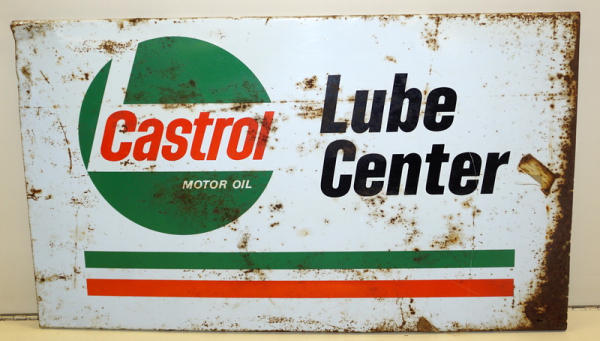 Castrol
MOTOR OIL
Lube
Center